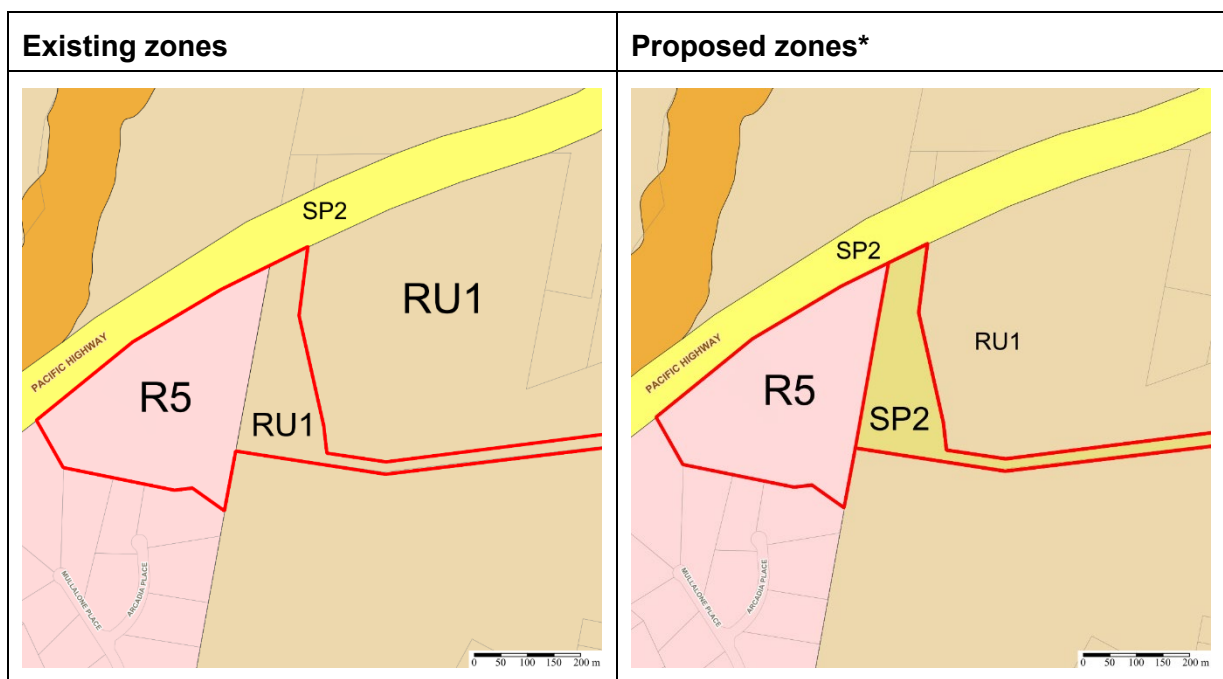 Existing zones
Proposed zones*
SP2
RU1
PACIFIC HIGHWAY
R5
RU1
MULLALONE PLACE
ARCADIA PLACE
0 50 100 150 200 m
SP2
RU1
PACIFIC HIGHWAY
R5
SP2
MULLALONE PLACE
ARCADIA PLACE
0 50 100 150 200 m